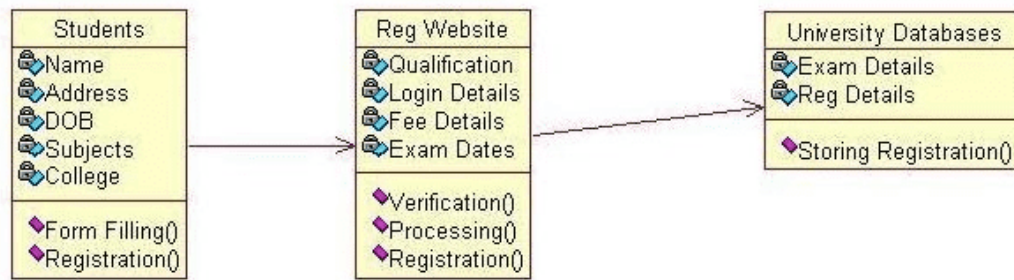 Students
Name
Address
DOB
Subjects
College
Form Filling()
Registration()
Reg Website
Qualification
Login Details
Fee Details
Exam Dates
Verification()
Processing()
Registration()
University Databases
Exam Details
Reg Details
Storing Registration()